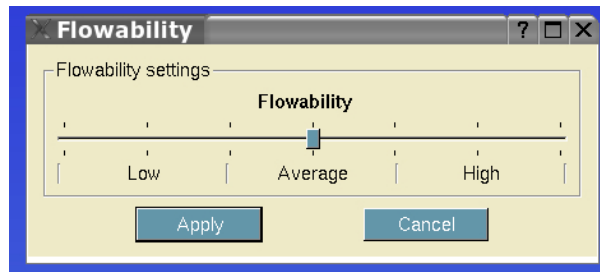 Flowability ?
Flowability settings
Flowability
Low Average High
Apply Cancel